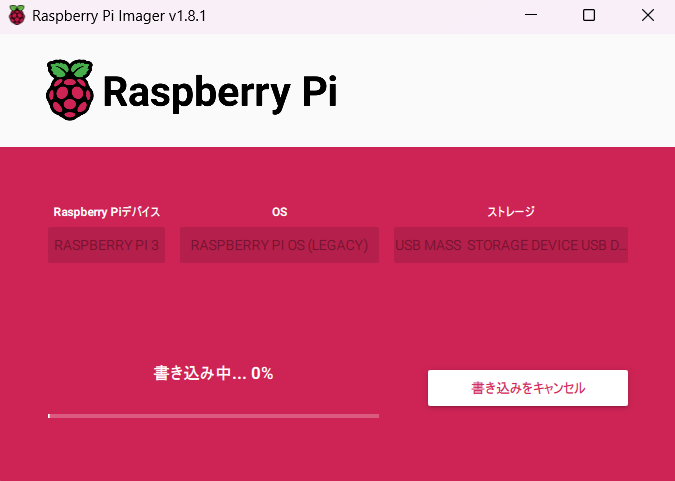 Raspberry Pi Imager v1.8.1
Raspberry Pi
Raspberry Piデバイス
OS
ストレージ
RASPBERRY PI 3
RASPBERRY PI OS (LEGACY)
USB MASS  STORAGE DEVICE USB D...
書き込み中... 0%
書き込みをキャンセル